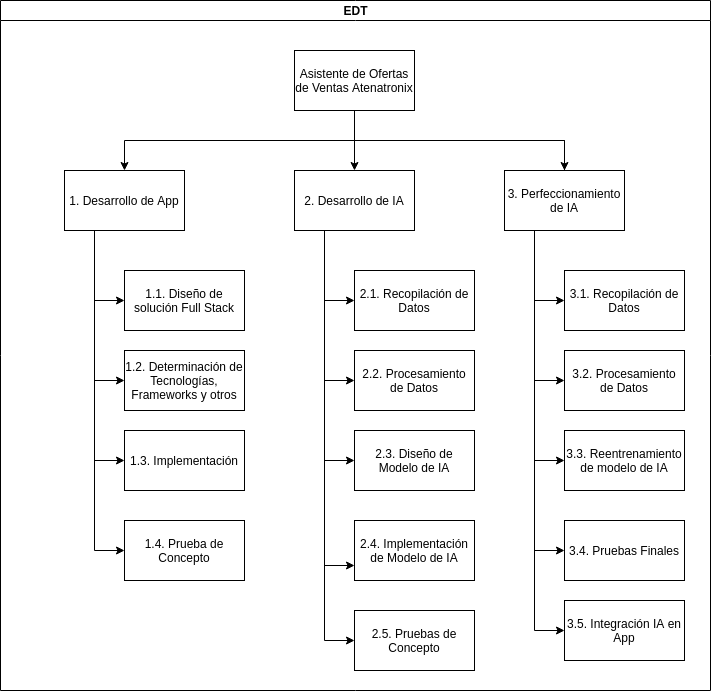 EDT
Asistente de Ofertas
de Ventas Atenatronix
1. Desarrollo de App
2. Desarrollo de IA
3. Perfeccionamiento
de IA
1.1. Diseño de
solución Full Stack
2.1. Recopilación de
Datos
3.1. Recopilación de
Datos
1.2. Determinación de
Tecnologías,
Frameworks y otros
2.2. Procesamiento
de Datos
3.2. Procesamiento
de Datos
1.3. Implementación
2.3. Diseño de
Modelo de IA
3.3. Reentrenamiento
de modelo de IA
1.4. Prueba de
Concepto
2.4. Implementación
de Modelo de IA
3.4. Pruebas Finales
2.5. Pruebas de
Concepto
3.5. Integración IA en
App